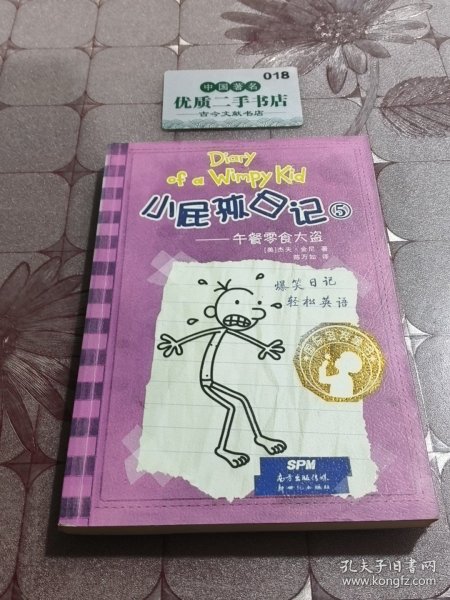 018
中国著名
优质二手书店
——古今文献书店
Diary
of a Wimpy Kid
小屁孩日记⑤
——午餐零食大盗
[美]杰夫·金尼 著
陈万如 译
爆笑日记
轻松英语
SPM
南方出版传媒
新世纪出版社
孔夫子旧书网
www.kongfz.com